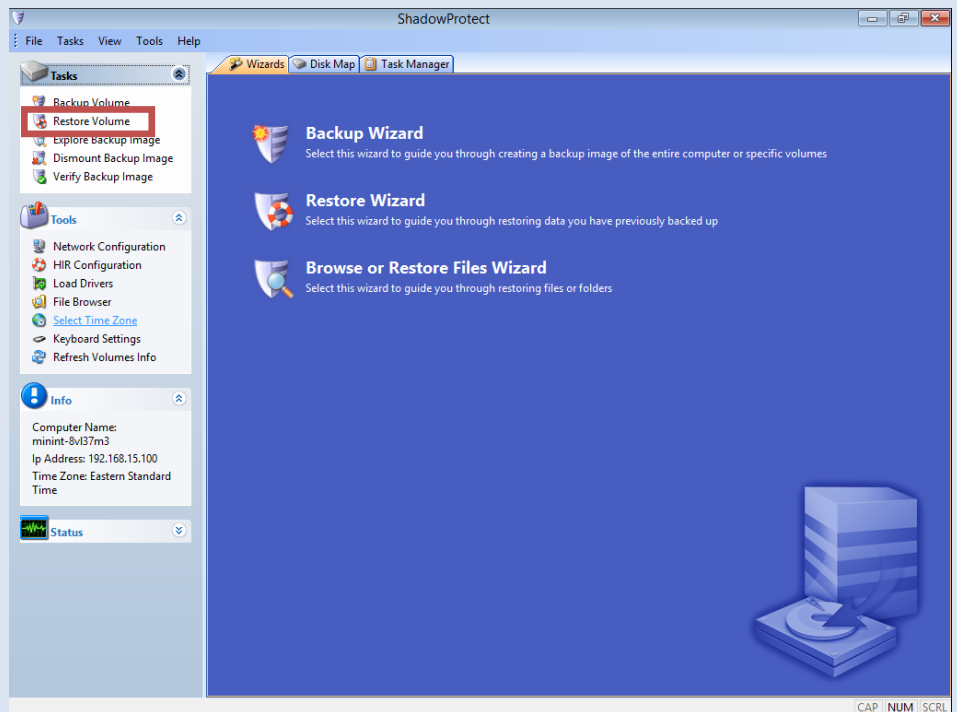 ShadowProtect
File Tasks View Tools Help
Wizards Disk Map Task Manager
Tasks
Backup Volume
Restore Volume
Explore Backup Image
Dismount Backup Image
Verify Backup Image
Tools
Network Configuration
HIR Configuration
Load Drivers
File Browser
Select Time Zone
Keyboard Settings
Refresh Volumes Info
Info
Computer Name:
minint-8vl37m3
Ip Address: 192.168.15.100
Time Zone: Eastern Standard
Time
Status
Backup Wizard
Select this wizard to guide you through creating a backup image of the entire computer or specific volumes
Restore Wizard
Select this wizard to guide you through restoring data you have previously backed up
Browse or Restore Files Wizard
Select this wizard to guide you through restoring files or folders
CAP NUM SCRL